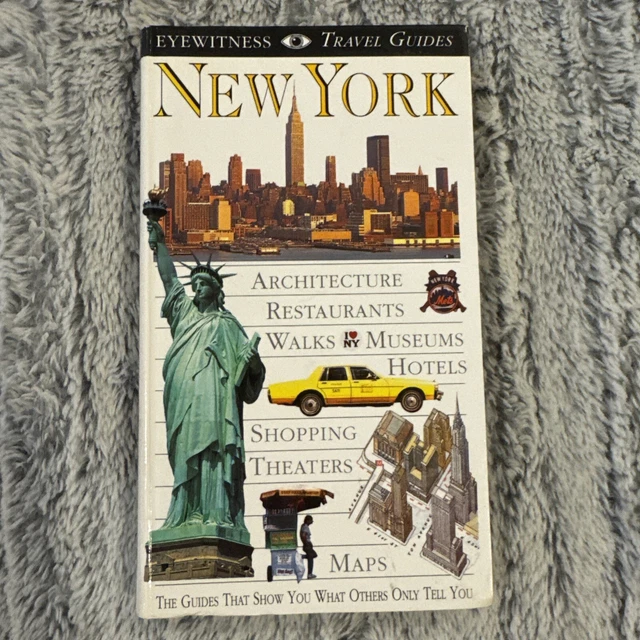 EYEWITNESS TRAVEL GUIDES
NEW YORK
ARCHITECTURE
RESTAURANTS
Mets
WALKS I NY MUSEUMS
HOTELS
SHOPPING
THEATERS
MAPS
THE GUIDES THAT SHOW YOU WHAT OTHERS ONLY TELL YOU